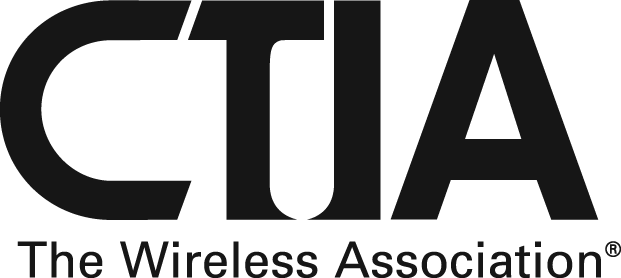 CTIA
The Wireless Association®